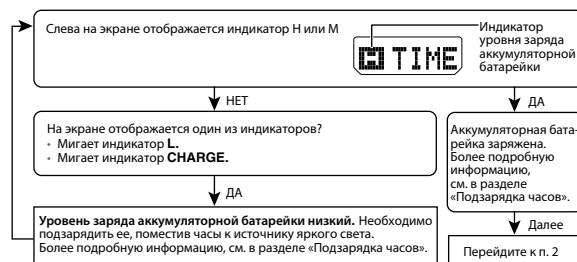 Слева на экране отображается индикатор H или M
Индикатор
уровня заряда
аккумуляторной
батарейки
H TIME
НЕТ
ДА
На экране отображается один из индикаторов?
• Мигает индикатор L.
• Мигает индикатор CHARGE.
Аккумуляторная бата-
рейка заряжена.
Более подробную
информацию,
см. в разделе
«Подзарядка часов».
ДА
Далее
Уровень заряда аккумуляторной батарейки низкий. Необходимо
подзарядить ее, поместив часы к источнику яркого света.
Более подробную информацию, см. в разделе «Подзарядка часов».
Перейдите к п. 2